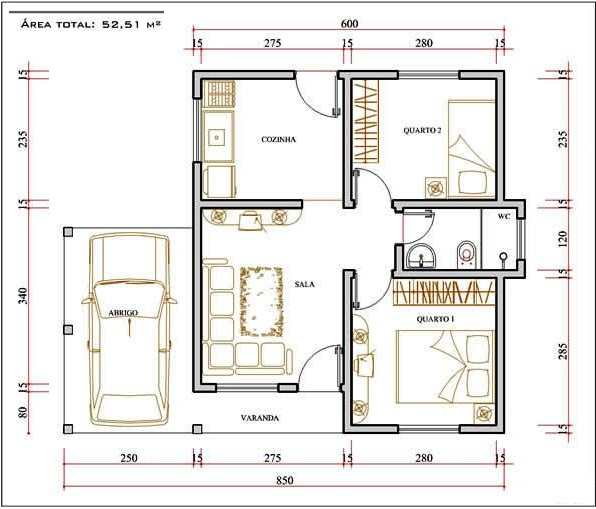 ÁREA TOTAL: 52,51 M²
600
15 275 15 280 15
15 15
COZINHA
QUARTO 2
235 235
15 15
WC
120
340
SALA
15
ABRIGO
QUARTO 1
285
15
80
VARANDA
15
250 15 275 15 280 15
850